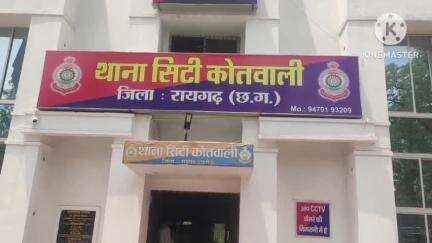 KINEMASTER
थाना सिटी कोतवाली
जिला : रायगढ़ (छ.ग.)
Mo.: 94791 93209
थाना सिटी कोतवाली
CCTV